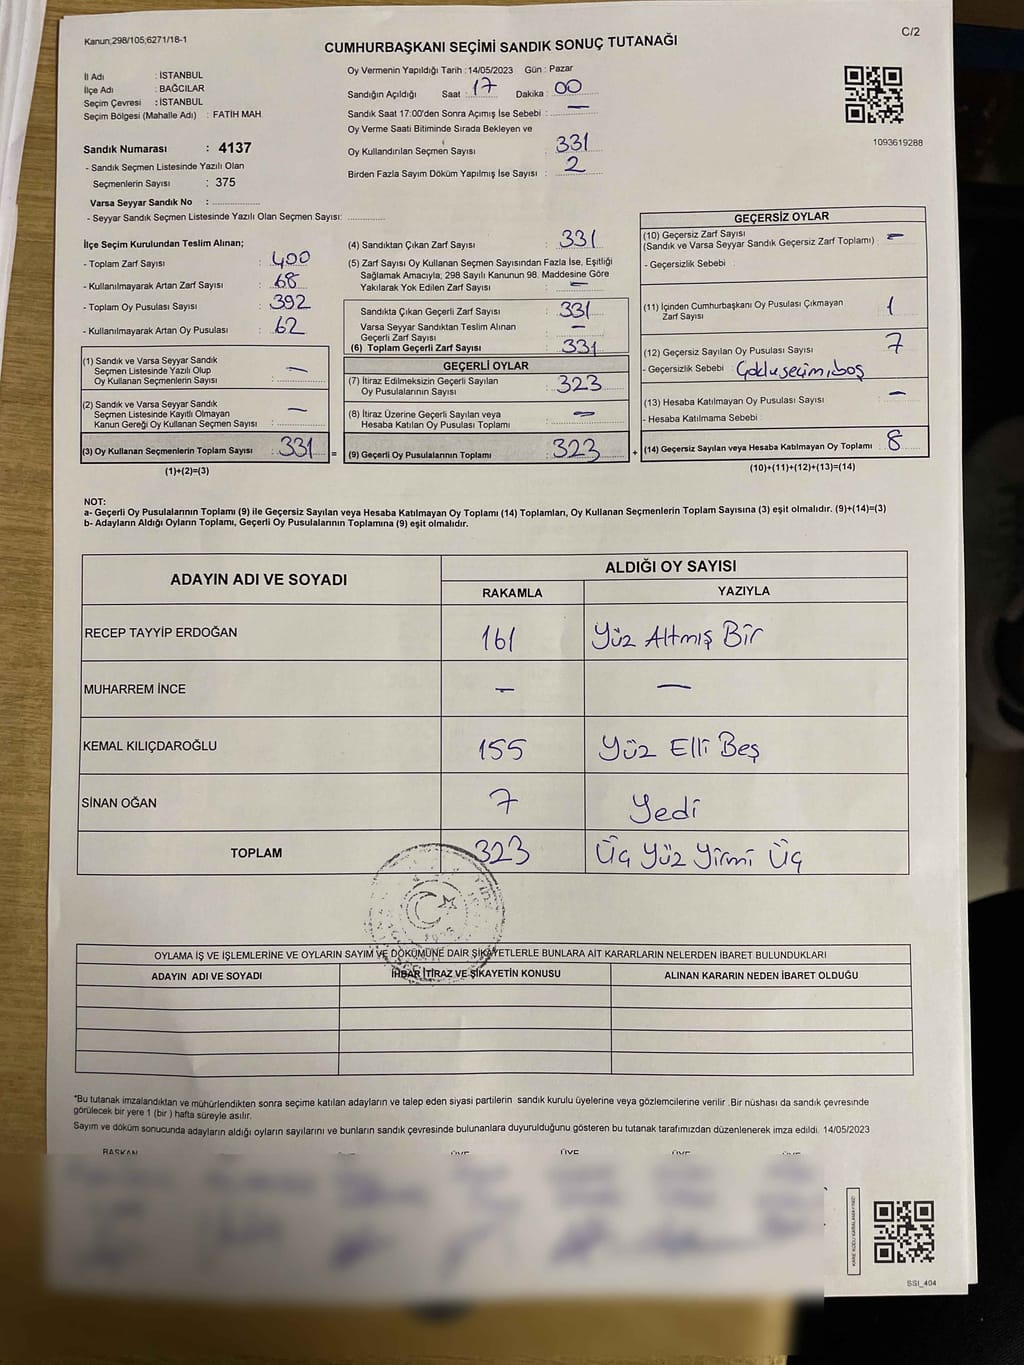 Kanun;298/105;6271/18-1
C/2
CUMHURBAŞKANI SEÇİMİ SANDIK SONUÇ TUTANAĞI
İl Adı : İSTANBUL
İlçe Adı : BAĞCILAR
Seçim Çevresi : İSTANBUL
Seçim Bölgesi (Mahalle Adı) : FATİH MAH.
Sandık Numarası : 4137
- Sandık Seçmen Listesinde Yazılı Olan
Seçmenlerin Sayısı : 375
Varsa Seyyar Sandık No :
- Seyyar Sandık Seçmen Listesinde Yazılı Olan Seçmen Sayısı:
Oy Vermenin Yapıldığı Tarih : 14/05/2023 Gün : Pazar
Sandığın Açıldığı Saat : 17 Dakika : 00
Sandık Saat 17:00'den Sonra Açımış İse Sebebi : —
Oy Verme Saati Bitiminde Sırada Bekleyen ve
Oy Kullandırılan Seçmen Sayısı : 331
Birden Fazla Sayım Döküm Yapılmış İse Sayısı : 2
1093619288
İlçe Seçim Kurulundan Teslim Alınan;
- Toplam Zarf Sayısı : 400
- Kullanılmayarak Artan Zarf Sayısı : 68
- Toplam Oy Pusulası Sayısı : 392
- Kullanılmayarak Artan Oy Pusulası : 62
(1) Sandık ve Varsa Seyyar Sandık
Seçmen Listesinde Yazılı Olup
Oy Kullanan Seçmenlerin Sayısı : —
(2) Sandık ve Varsa Seyyar Sandık
Seçmen Listesinde Kayıtlı Olmayan
Kanun Gereği Oy Kullanan Seçmen Sayısı : —
(3) Oy Kullanan Seçmenlerin Toplam Sayısı : 331 =
(1)+(2)=(3)
(4) Sandıktan Çıkan Zarf Sayısı : 331
(5) Zarf Sayısı Oy Kullanan Seçmen Sayısından Fazla İse, Eşitliği
Sağlamak Amacıyla; 298 Sayılı Kanunun 98. Maddesine Göre
Yakılarak Yok Edilen Zarf Sayısı : —
Sandıkta Çıkan Geçerli Zarf Sayısı : 331
Varsa Seyyar Sandıktan Teslim Alınan
Geçerli Zarf Sayısı : —
(6) Toplam Geçerli Zarf Sayısı : 331
GEÇERLİ OYLAR
(7) İtiraz Edilmeksizin Geçerli Sayılan
Oy Pusulalarının Sayısı : 323
(8) İtiraz Üzerine Geçerli Sayılan veya
Hesaba Katılan Oy Pusulası Toplamı : —
(9) Geçerli Oy Pusulalarının Toplamı : 323 +
GEÇERSİZ OYLAR
(10) Geçersiz Zarf Sayısı
(Sandık ve Varsa Seyyar Sandık Geçersiz Zarf Toplamı) : —
- Geçersizlik Sebebi :
(11) İçinden Cumhurbaşkanı Oy Pusulası Çıkmayan
Zarf Sayısı : 1
(12) Geçersiz Sayılan Oy Pusulası Sayısı : 7
- Geçersizlik Sebebi : Çoklu seçim, boş
(13) Hesaba Katılmayan Oy Pusulası Sayısı : —
- Hesaba Katılmama Sebebi :
(14) Geçersiz Sayılan veya Hesaba Katılmayan Oy Toplamı : 8
(10)+(11)+(12)+(13)=(14)
NOT:
a- Geçerli Oy Pusulalarının Toplamı (9) ile Geçersiz Sayılan veya Hesaba Katılmayan Oy Toplamı (14) Toplamları, Oy Kullanan Seçmenlerin Toplam Sayısına (3) eşit olmalıdır. (9)+(14)=(3)
b- Adayların Aldığı Oyların Toplamı, Geçerli Oy Pusulalarının Toplamına (9) eşit olmalıdır.
ADAYIN ADI VE SOYADI
ALDIĞI OY SAYISI
RAKAMLA YAZIYLA
RECEP TAYYİP ERDOĞAN 161 Yüz Altmış Bir
MUHARREM İNCE — —
KEMAL KILIÇDAROĞLU 155 Yüz Elli Beş
SİNAN OĞAN 7 Yedi
TOPLAM 323 Üç Yüz Yirmi Üç
OYLAMA İŞ VE İŞLEMLERİNE VE OYLARIN SAYIM VE DÖKÜMÜNE DAİR ŞİKAYETLERLE BUNLARA AİT KARARLARIN NELERDEN İBARET BULUNDUKLARI
ADAYIN ADI VE SOYADI İHBAR İTİRAZ VE ŞİKAYETİN KONUSU ALINAN KARARIN NEDEN İBARET OLDUĞU
*Bu tutanak imzalandıktan ve mühürlendikten sonra seçime katılan adayların ve talep eden siyasi partilerin sandık kurulu üyelerine veya gözlemcilerine verilir .Bir nüshası da sandık çevresinde
görülecek bir yere 1 (bir ) hafta süreyle asılır.
Sayım ve döküm sonucunda adayların aldığı oyların sayılarını ve bunların sandık çevresinde bulunanlara duyurulduğunu gösteren bu tutanak tarafımızdan düzenlenerek imza edildi. 14/05/2023
BAŞKAN ÜYE ÜYE ÜYE ÜYE ÜYE
SSI_404